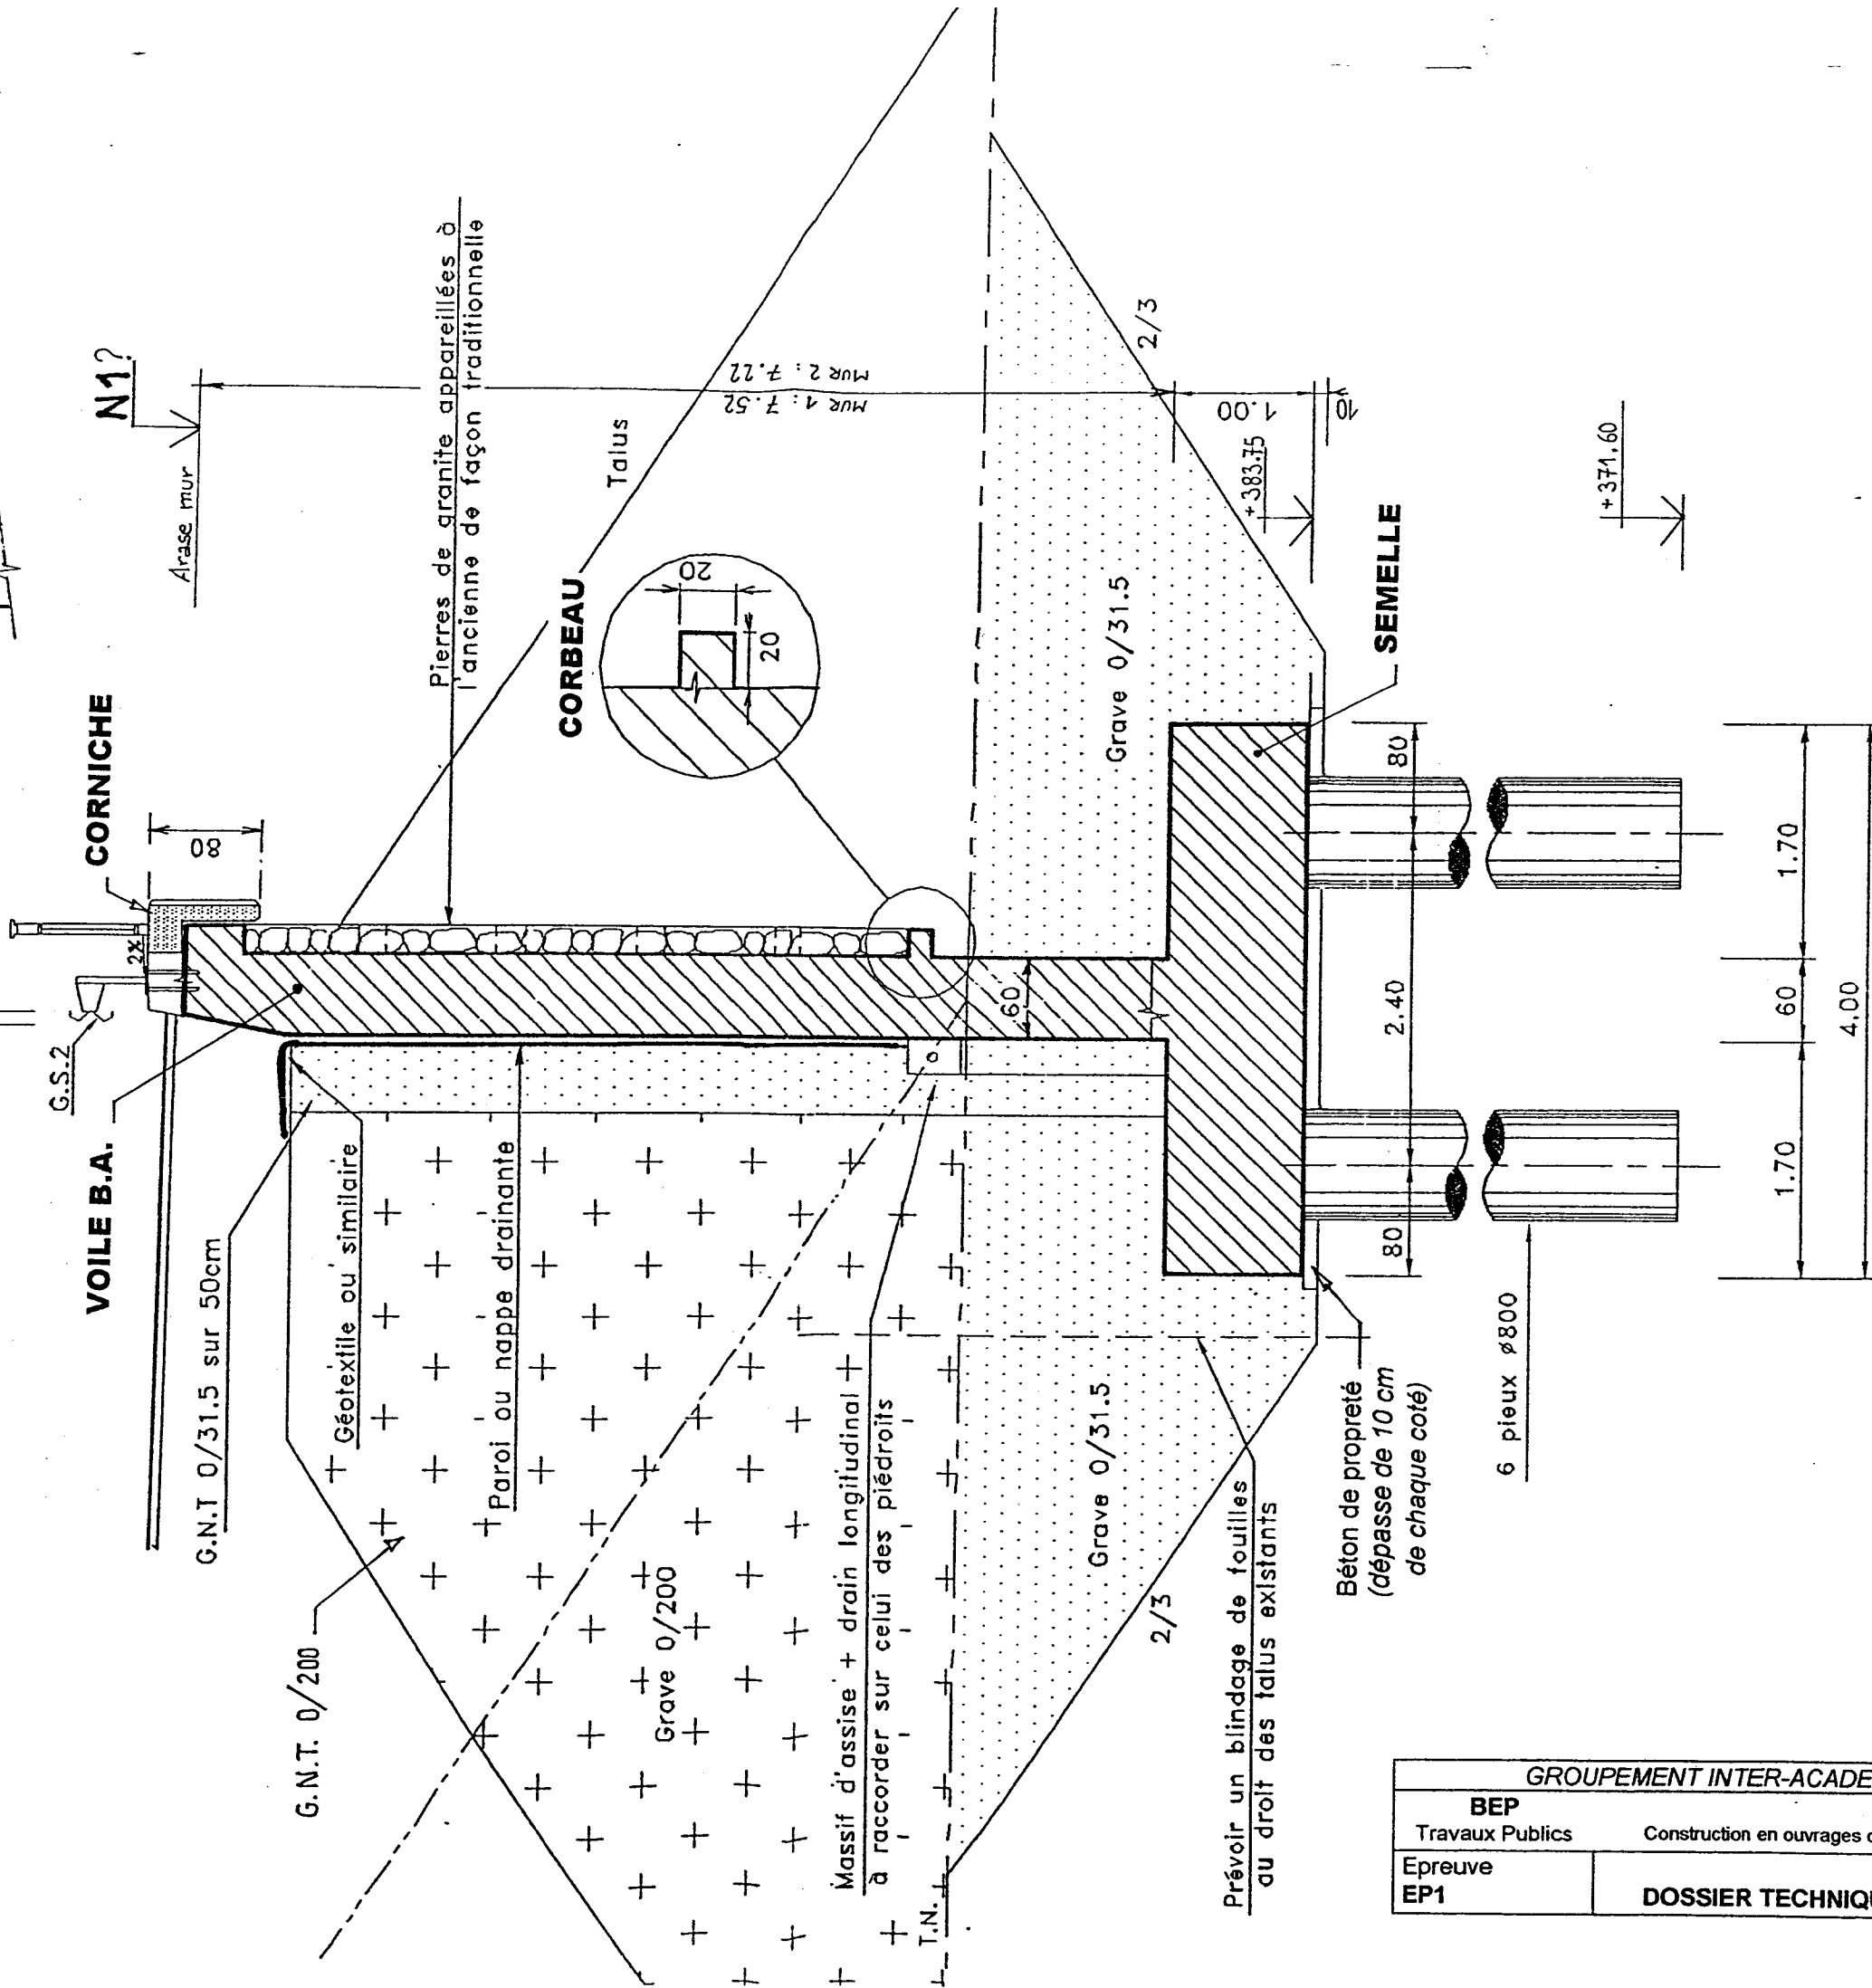 N1?
Arase mur
CORNICHE
80
2%
G.S.2
VOILE B.A.
Pierres de granite appareillées à
l'ancienne de façon traditionnelle
Talus
MUR 1 : 7.52
MUR 2 : 7.22
CORBEAU
20
20
G.N.T 0/31.5 sur 50cm
Géotextile ou similaire
Paroi ou nappe drainante
G.N.T. 0/200
Grave 0/200
Massif d'assise + drain longitudinal
à raccorder sur celui des piédroits
T.N.
60
Grave 0/31.5
2/3
1.00
10
+383.75
+371.60
SEMELLE
Grave 0/31.5
2/3
Prévoir un blindage de fouilles
au droit des talus existants
Béton de propreté
(dépasse de 10 cm
de chaque coté)
6 pieux ø800
80
2.40
80
1.70
60
1.70
4.00
GROUPEMENT INTER-ACADE
BEP
Travaux Publics
Construction en ouvrages d
Epreuve
EP1
DOSSIER TECHNIQU